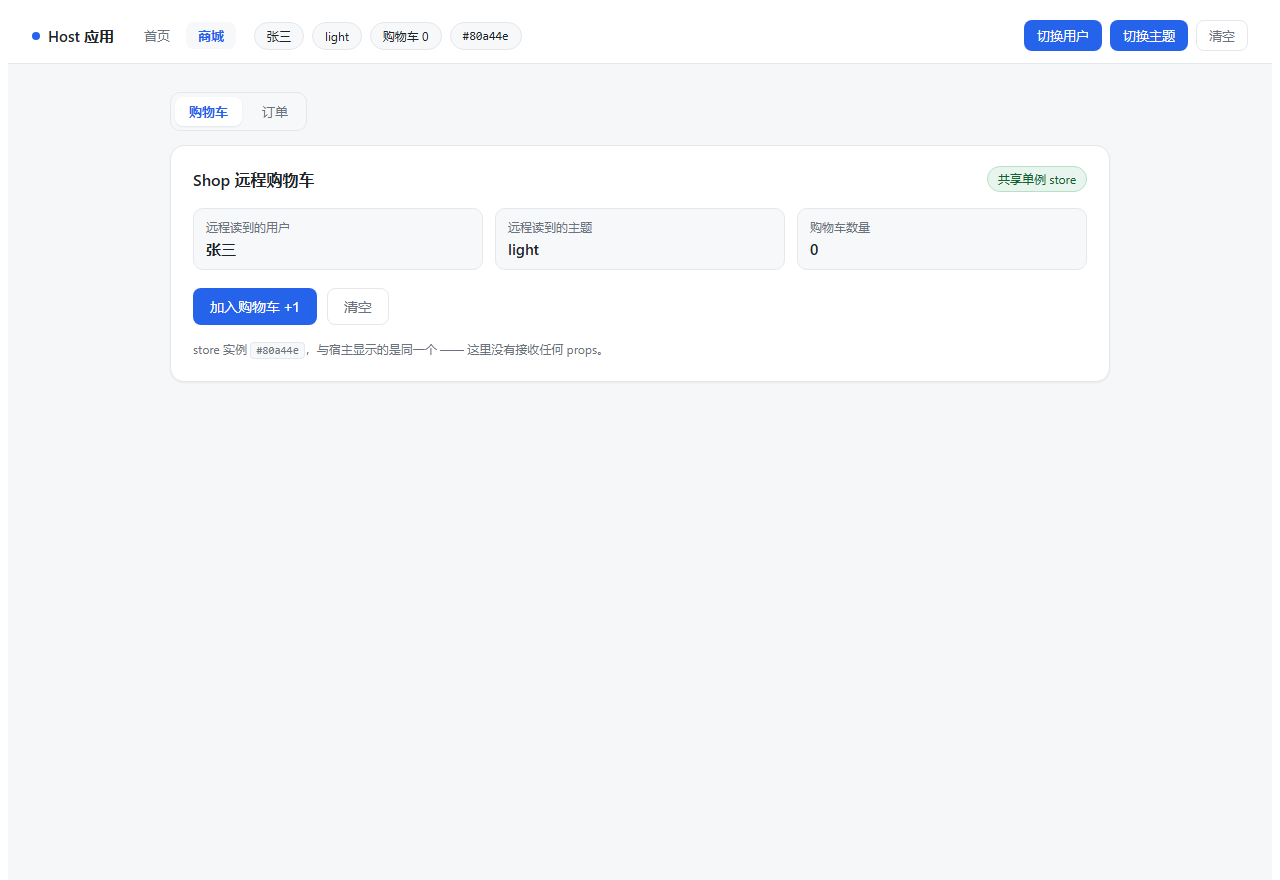 Host 应用 首页 商城 张三 light 购物车 0 #80a44e 切换用户 切换主题 清空
购物车 订单
Shop 远程购物车 共享单例 store
远程读到的用户 远程读到的主题 购物车数量
张三 light 0
加入购物车 +1 清空
store 实例 #80a44e ，与宿主显示的是同一个 —— 这里没有接收任何 props。